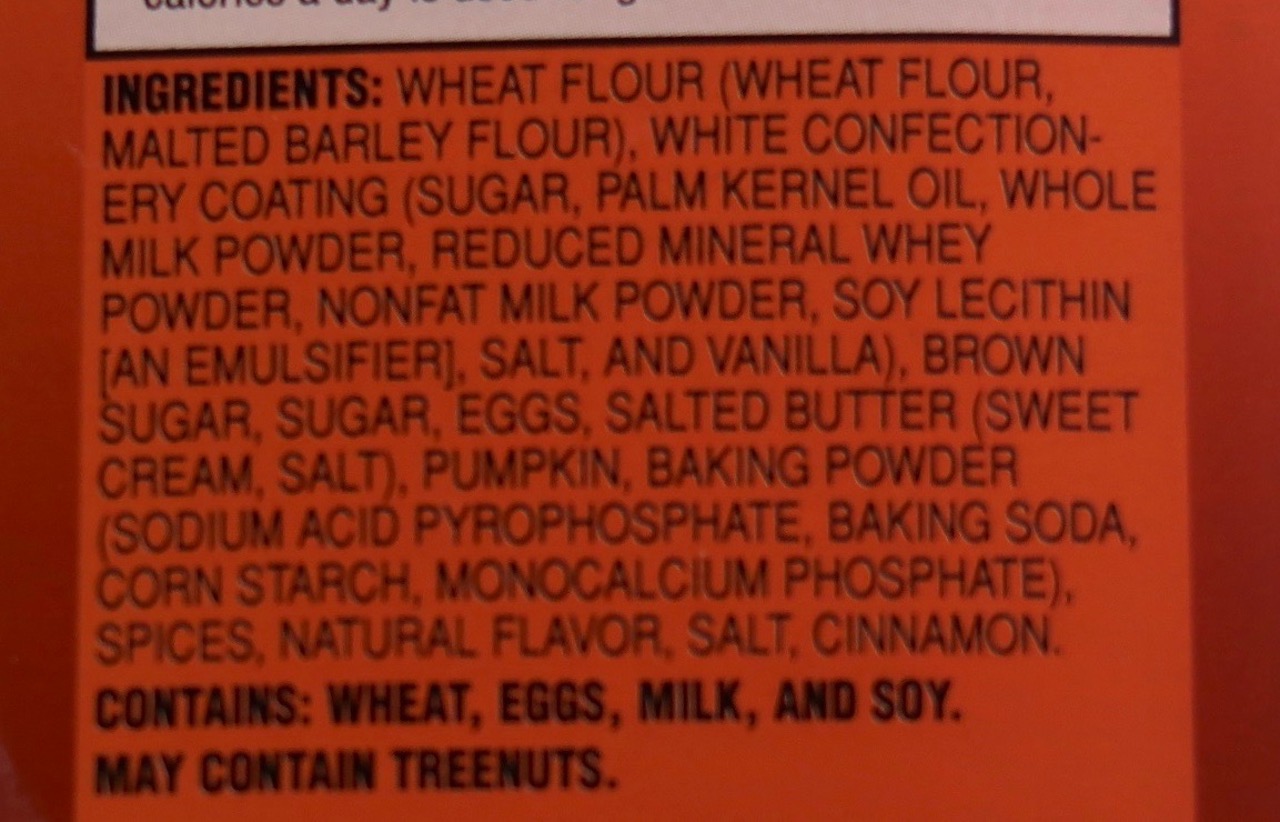 INGREDIENTS: WHEAT FLOUR (WHEAT FLOUR,
MALTED BARLEY FLOUR), WHITE CONFECTION-
ERY COATING (SUGAR, PALM KERNEL OIL, WHOLE
MILK POWDER, REDUCED MINERAL WHEY
POWDER, NONFAT MILK POWDER, SOY LECITHIN
[AN EMULSIFIER], SALT, AND VANILLA), BROWN
SUGAR, SUGAR, EGGS, SALTED BUTTER (SWEET
CREAM, SALT), PUMPKIN, BAKING POWDER
(SODIUM ACID PYROPHOSPHATE, BAKING SODA,
CORN STARCH, MONOCALCIUM PHOSPHATE),
SPICES, NATURAL FLAVOR, SALT, CINNAMON.
CONTAINS: WHEAT, EGGS, MILK, AND SOY.
MAY CONTAIN TREENUTS.